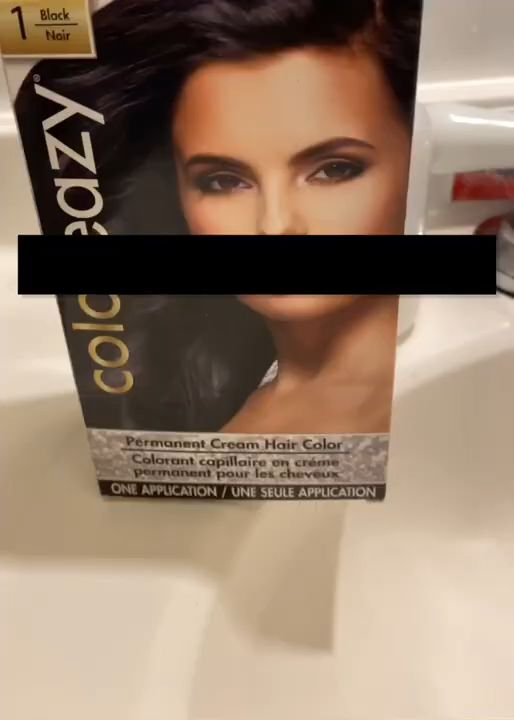 1 Black
Noir
coloreazy®
Permanent Cream Hair Color
Colorant capillaire en crème
permanent pour les cheveux
ONE APPLICATION / UNE SEULE APPLICATION